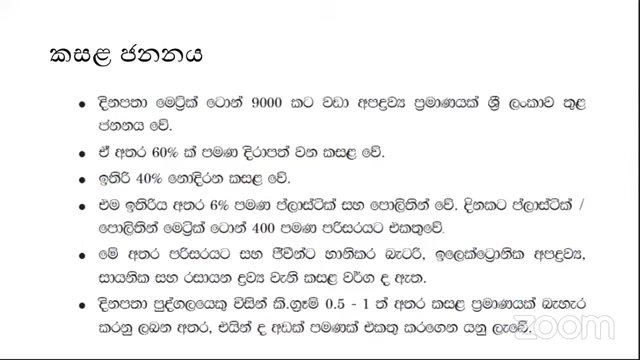 කසළ ජනනය
• දිනපතා මෙට්‍රික් ටොන් 9000 කට වඩා අපද්‍රව්‍ය ප්‍රමාණයක් ශ්‍රී ලංකාව තුළ
ජනනය වේ.
• ඒ අතර 60% ක් පමණ දිරාපත් වන කසළ වේ.
• ඉතිරි 40% නොදිරන කසළ වේ.
• එම ඉතිරිය අතර 6% පමණ ප්ලාස්ටික් සහ පොලිතින් වේ. දිනකට ප්ලාස්ටික් /
පොලිතින් මෙට්‍රික් ටොන් 400 පමණ පරිසරයට එකතුවේ.
• මේ අතර පරිසරයට සහ ජීවීන්ට හානිකර බැටරි, ඉලෙක්ට්‍රොනික අපද්‍රව්‍ය,
සායනික සහ රසායන ද්‍රව්‍ය වැනි කසළ වර්ග ද ඇත.
• දිනපතා පුද්ගලයෙකු විසින් කි.ග්‍රෑම් 0.5 - 1 ත් අතර කසළ ප්‍රමාණයක් බැහැර
කරනු ලබන අතර, එයින් ද අඩක් පමණක් එකතු කරගෙන යනු ලැබේ.
zoom